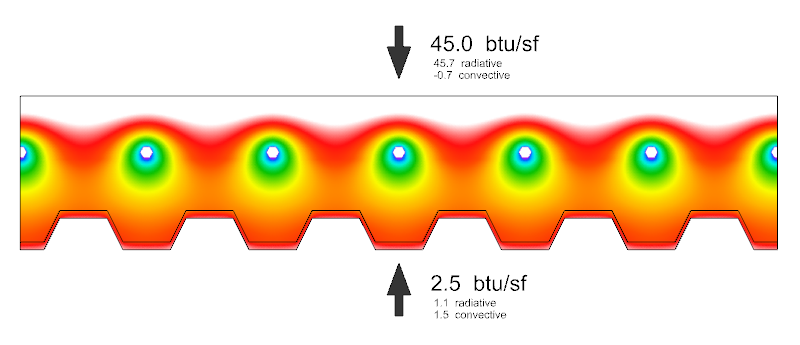 45.0 btu/sf
45.7 radiative
-0.7 convective
2.5 btu/sf
1.1 radiative
1.5 convective